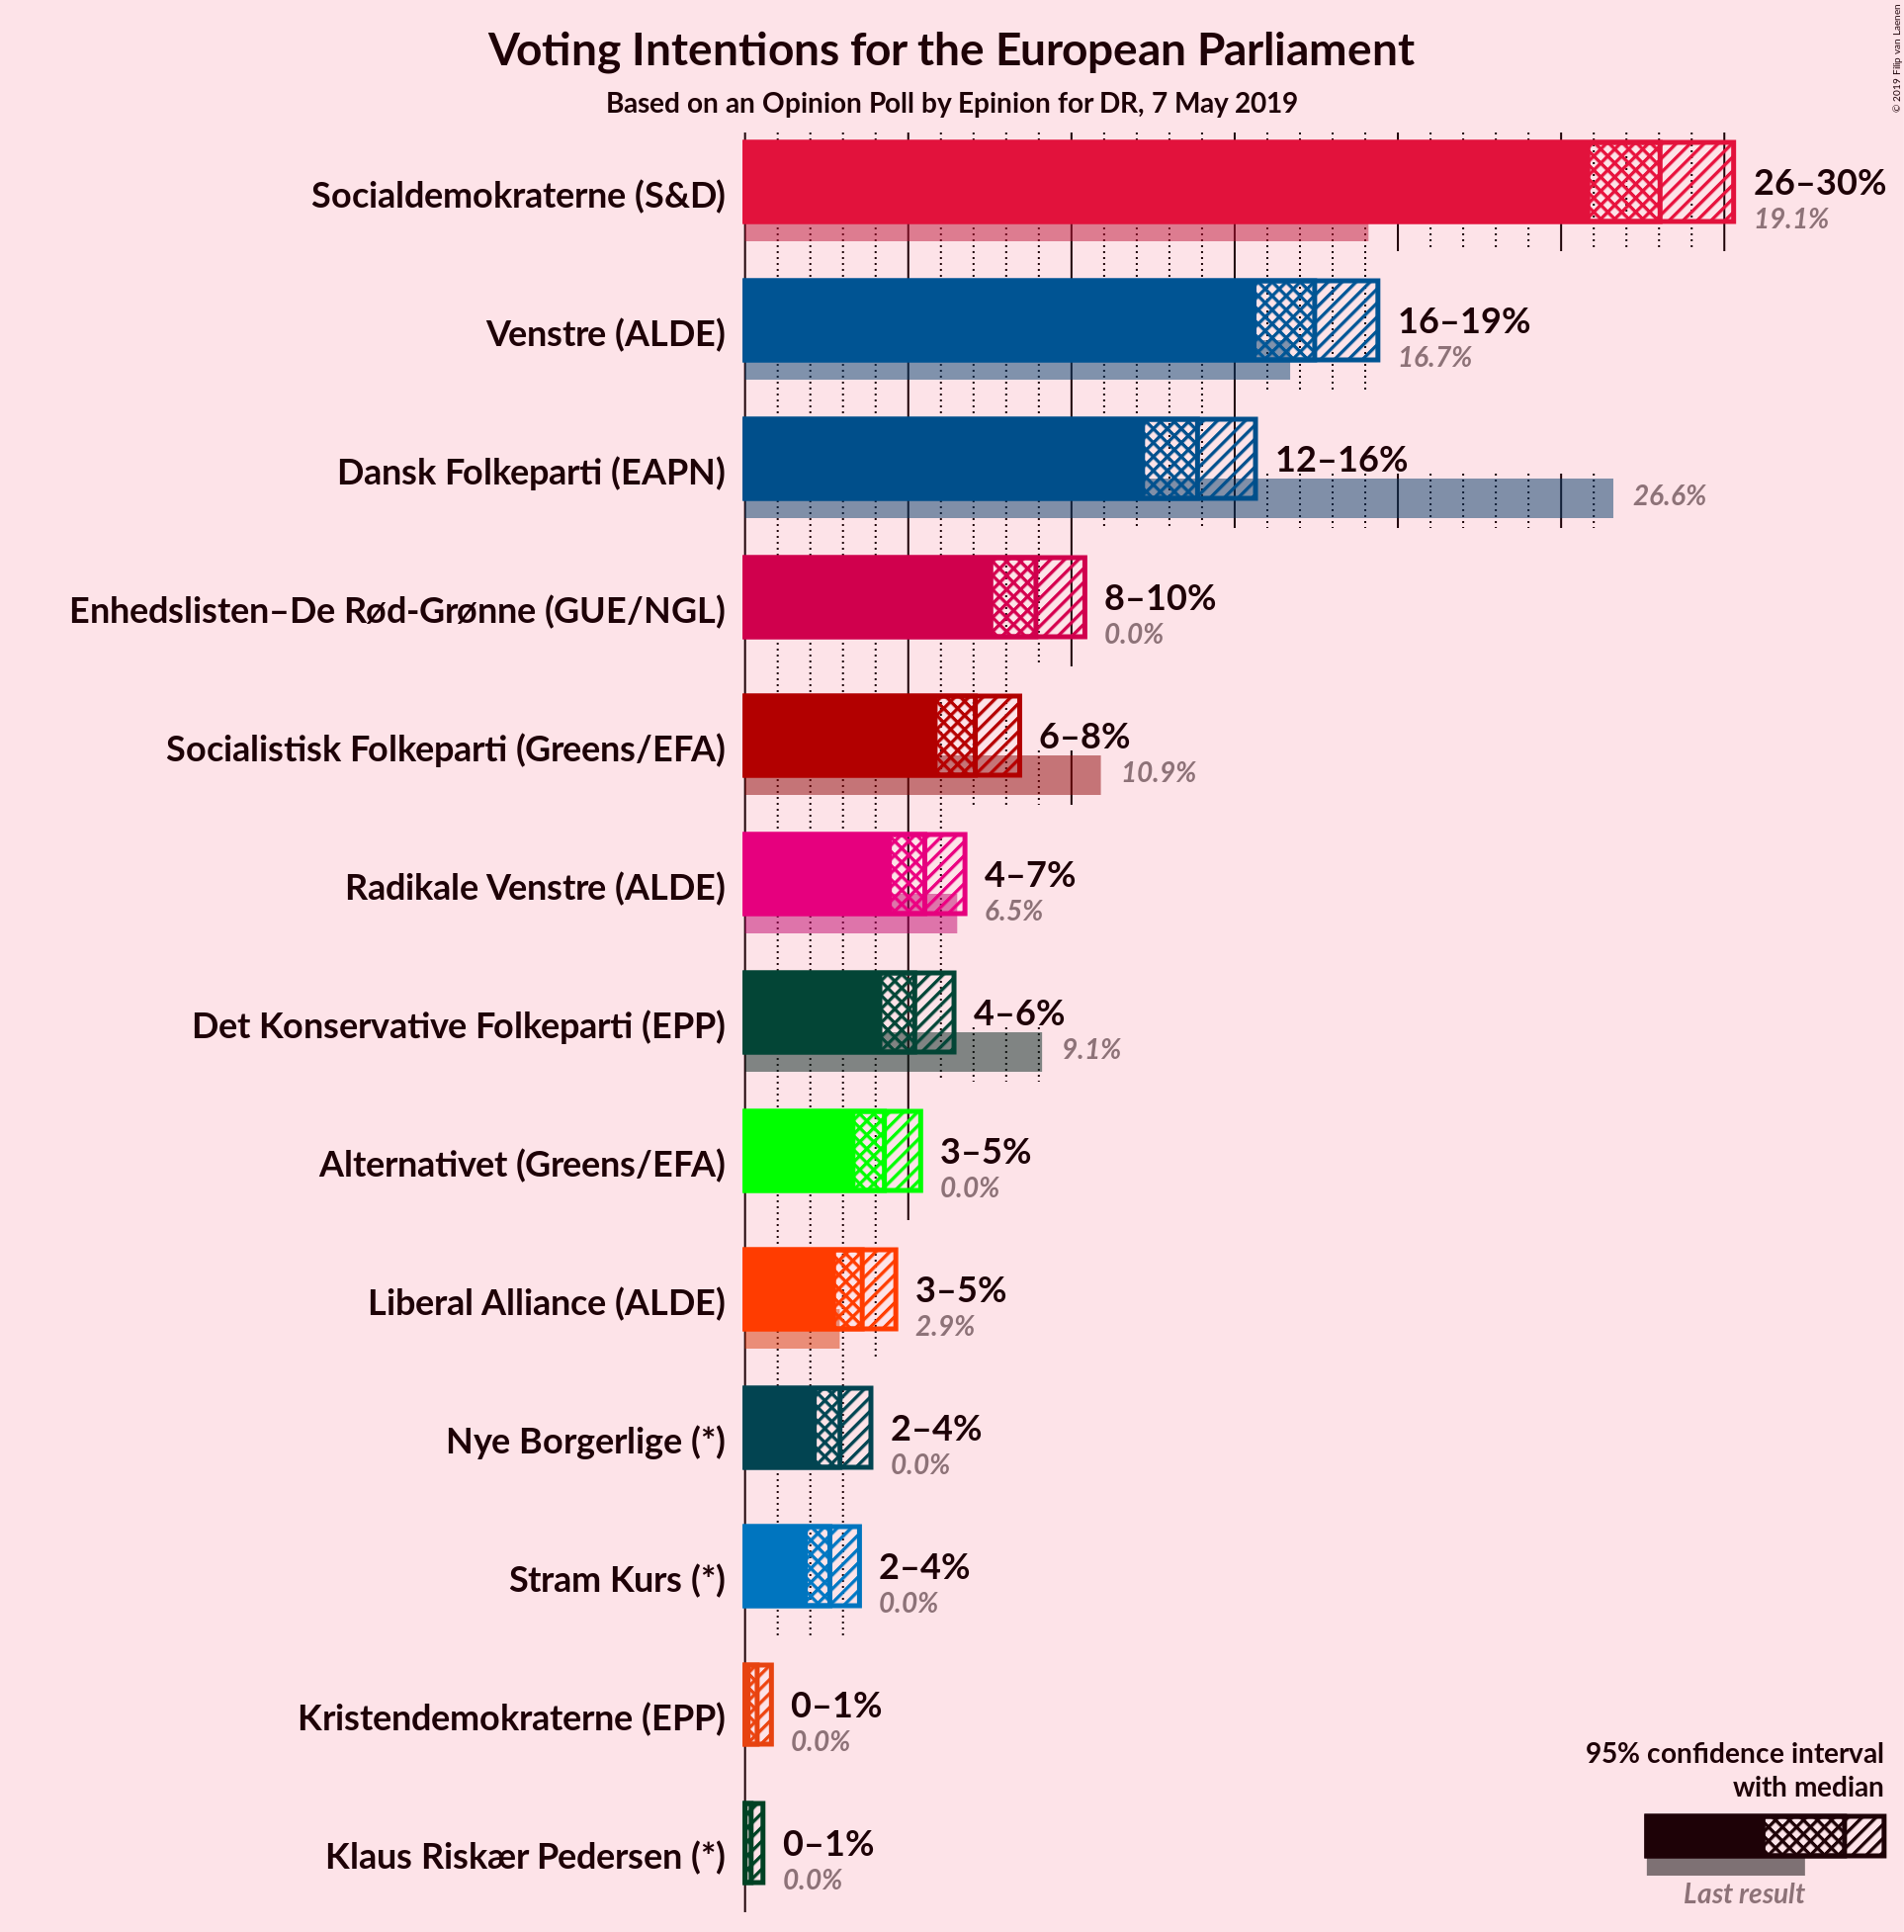 Voting Intentions for the European Parliament
Based on an Opinion Poll by Epinion for DR, 7 May 2019
© 2019 Filip van Laenen
Socialdemokraterne (S&D)
26–30%
19.1%
Venstre (ALDE)
16–19%
16.7%
Dansk Folkeparti (EAPN)
12–16%
26.6%
Enhedslisten–De Rød-Grønne (GUE/NGL)
8–10%
0.0%
Socialistisk Folkeparti (Greens/EFA)
6–8%
10.9%
Radikale Venstre (ALDE)
4–7%
6.5%
Det Konservative Folkeparti (EPP)
4–6%
9.1%
Alternativet (Greens/EFA)
3–5%
0.0%
Liberal Alliance (ALDE)
3–5%
2.9%
Nye Borgerlige (*)
2–4%
0.0%
Stram Kurs (*)
2–4%
0.0%
Kristendemokraterne (EPP)
0–1%
0.0%
Klaus Riskær Pedersen (*)
0–1%
0.0%
95% confidence interval
with median
Last result